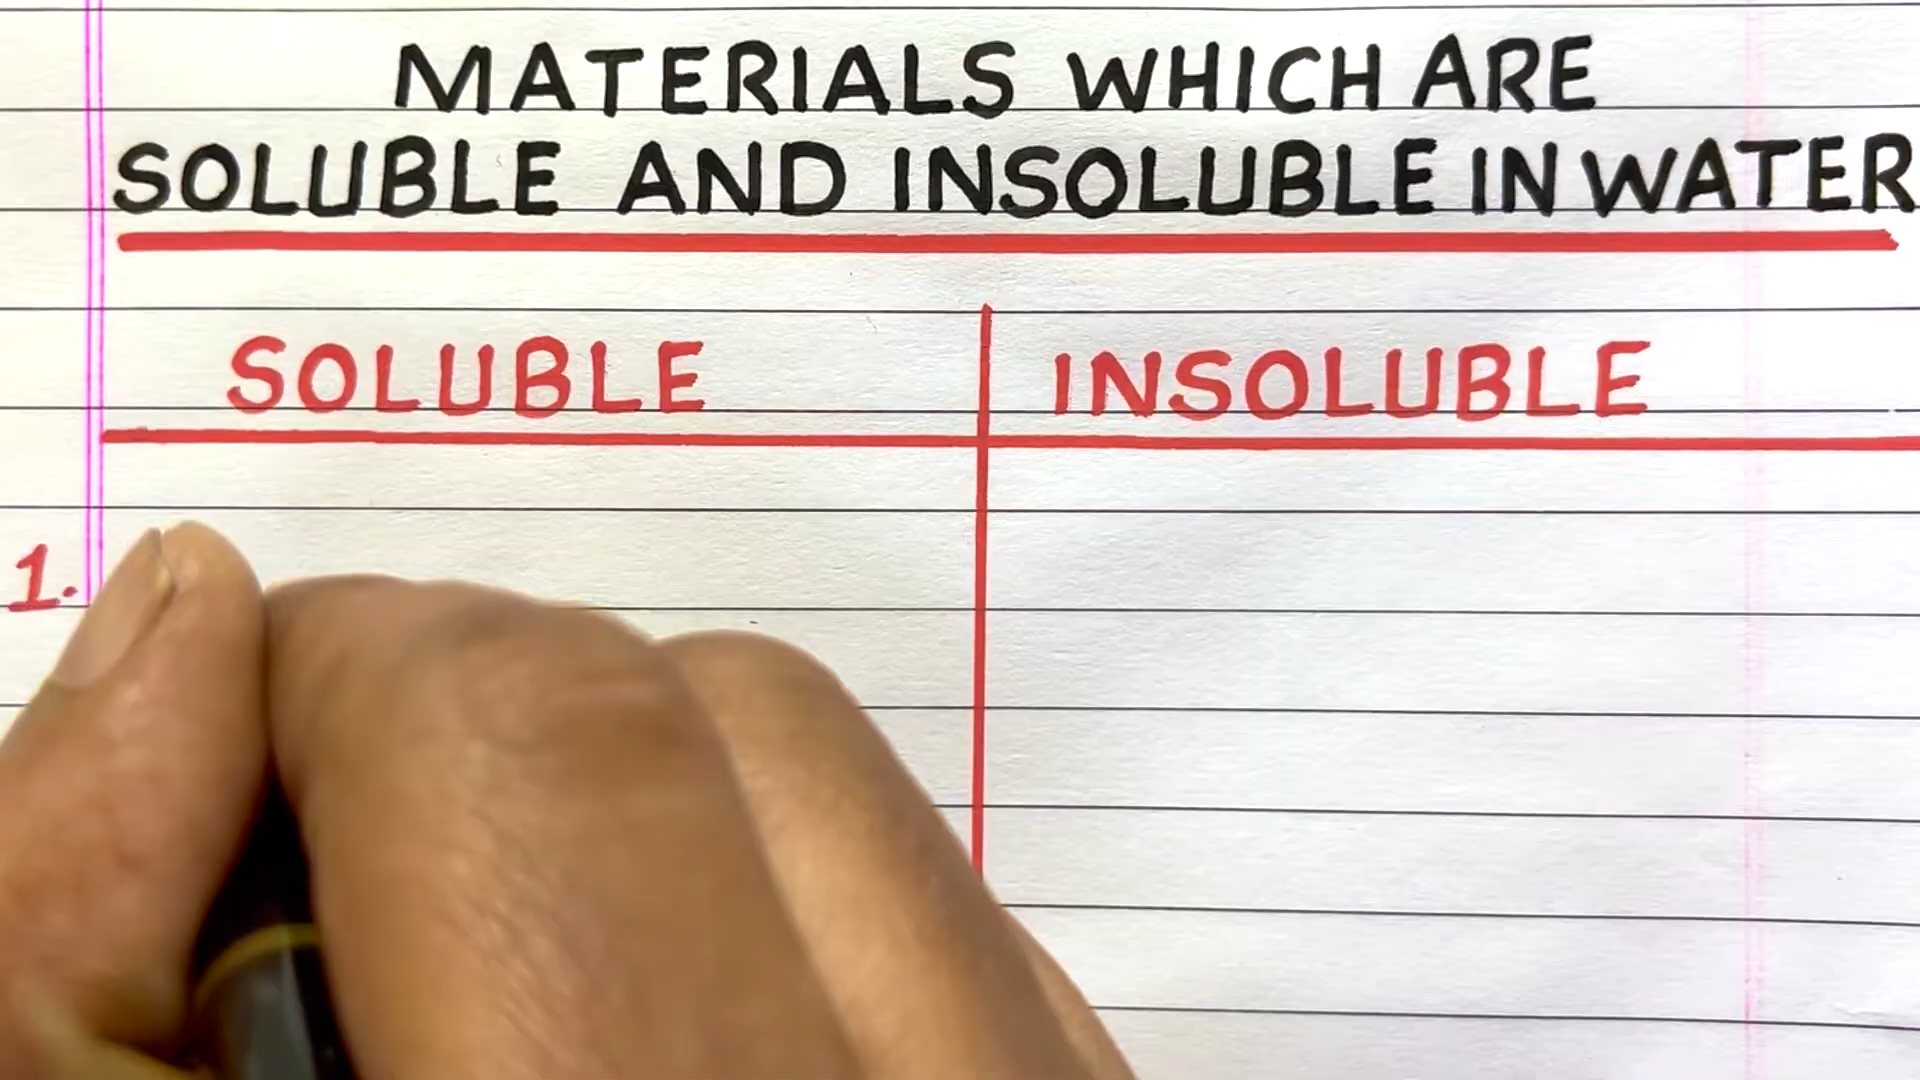 MATERIALS WHICH ARE
SOLUBLE AND INSOLUBLE IN WATER
SOLUBLE INSOLUBLE
1.